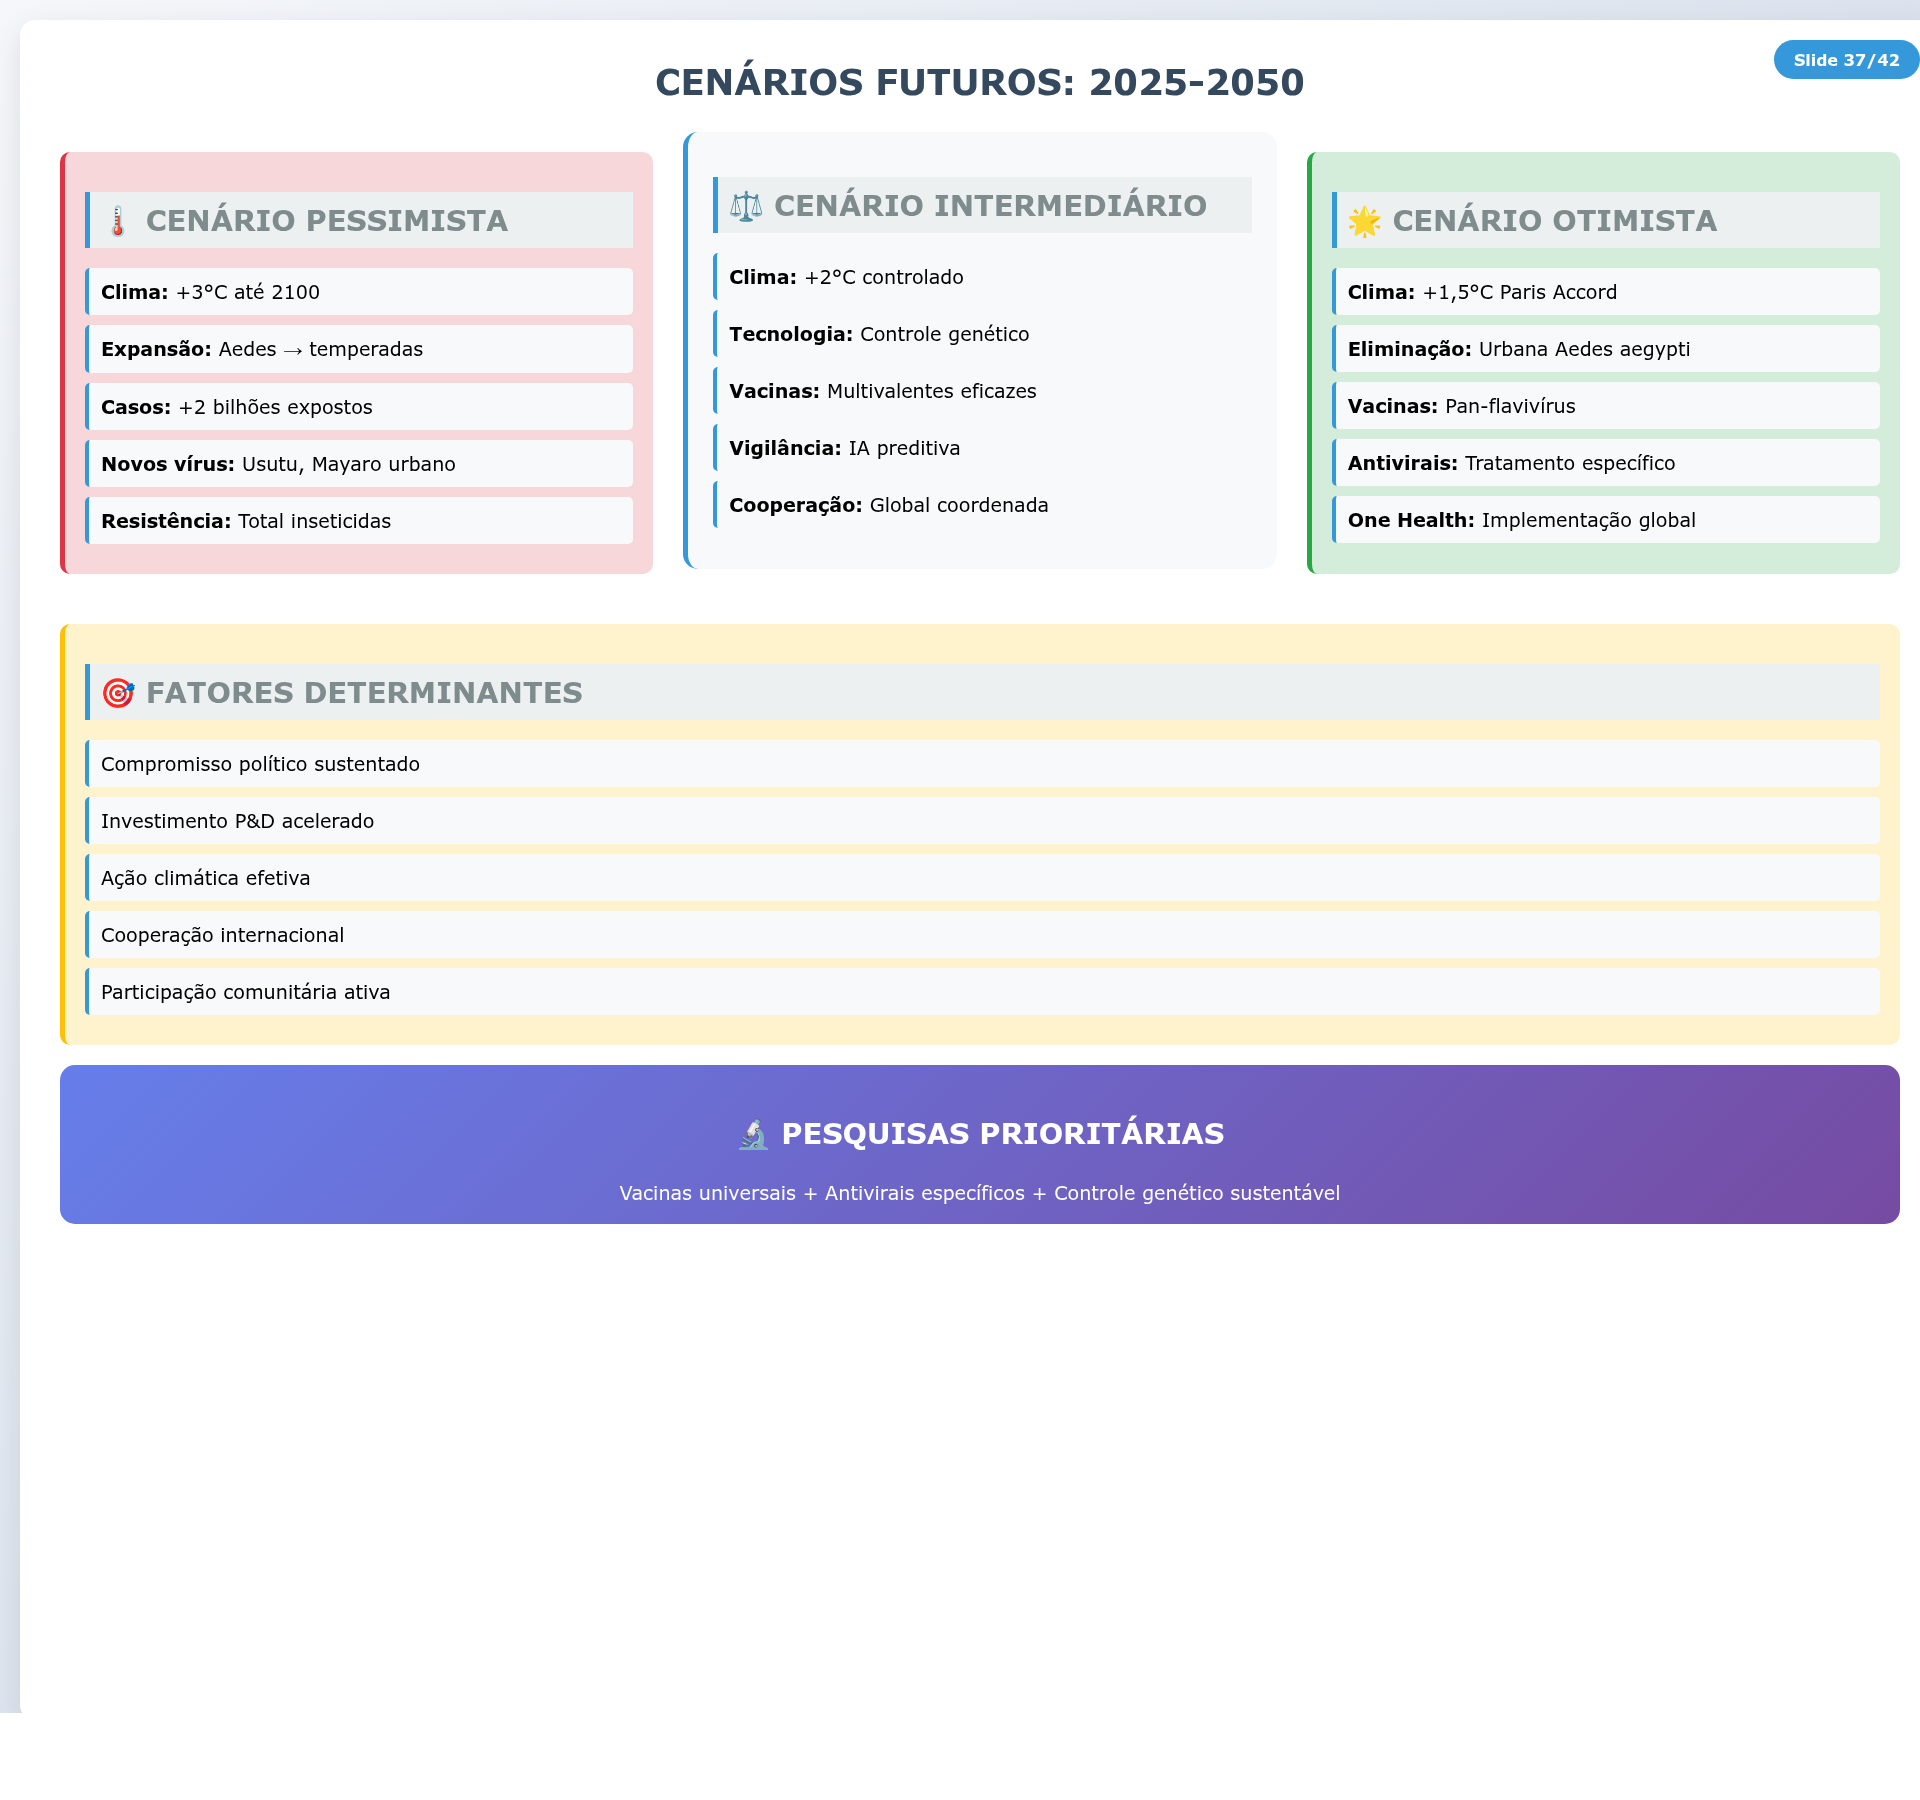 Slide 37/42
CENÁRIOS FUTUROS: 2025-2050
🌡️ CENÁRIO PESSIMISTA
Clima: +3°C até 2100
Expansão: Aedes → temperadas
Casos: +2 bilhões expostos
Novos vírus: Usutu, Mayaro urbano
Resistência: Total inseticidas
⚖️ CENÁRIO INTERMEDIÁRIO
Clima: +2°C controlado
Tecnologia: Controle genético
Vacinas: Multivalentes eficazes
Vigilância: IA preditiva
Cooperação: Global coordenada
🌟 CENÁRIO OTIMISTA
Clima: +1,5°C Paris Accord
Eliminação: Urbana Aedes aegypti
Vacinas: Pan-flavivírus
Antivirais: Tratamento específico
One Health: Implementação global
🎯 FATORES DETERMINANTES
Compromisso político sustentado
Investimento P&D acelerado
Ação climática efetiva
Cooperação internacional
Participação comunitária ativa
🔬 PESQUISAS PRIORITÁRIAS
Vacinas universais + Antivirais específicos + Controle genético sustentável